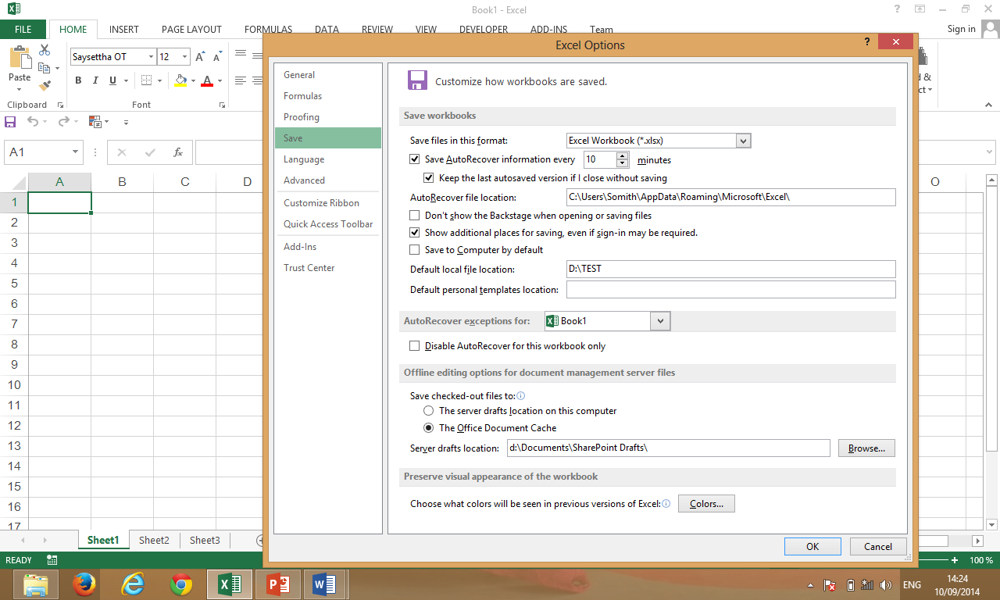 Book1 - Excel
FILE HOME INSERT PAGE LAYOUT FORMULAS DATA REVIEW VIEW DEVELOPER ADD-INS Team Sign in
Saysettha OT 12
Paste
B I U A
Clipboard Font
A1 fx
A B C D O
1
2
3
4
5
6
7
8
9
10
11
12
13
14
15
16
17
Excel Options
General
Formulas
Proofing
Save
Language
Advanced
Customize Ribbon
Quick Access Toolbar
Add-Ins
Trust Center
Customize how workbooks are saved.
Save workbooks
Save files in this format: Excel Workbook (*.xlsx)
Save AutoRecover information every 10 minutes
Keep the last autosaved version if I close without saving
AutoRecover file location: C:\Users\Somith\AppData\Roaming\Microsoft\Excel\
Don't show the Backstage when opening or saving files
Show additional places for saving, even if sign-in may be required.
Save to Computer by default
Default local file location: D:\TEST
Default personal templates location:
AutoRecover exceptions for: Book1
Disable AutoRecover for this workbook only
Offline editing options for document management server files
Save checked-out files to:
The server drafts location on this computer
The Office Document Cache
Server drafts location: d:\Documents\SharePoint Drafts\ Browse...
Preserve visual appearance of the workbook
Choose what colors will be seen in previous versions of Excel: Colors...
OK Cancel
Sheet1 Sheet2 Sheet3
READY 100 %
ENG 14:24
10/09/2014